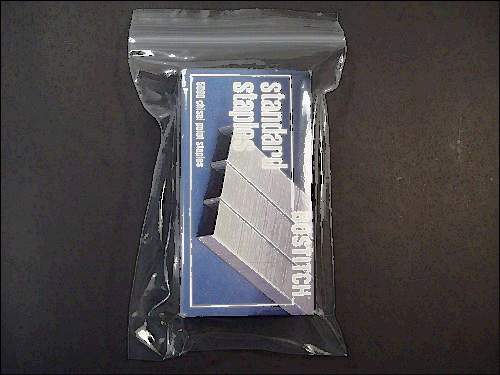 standard
staples
5000 chisel point staples
BOSTITCH